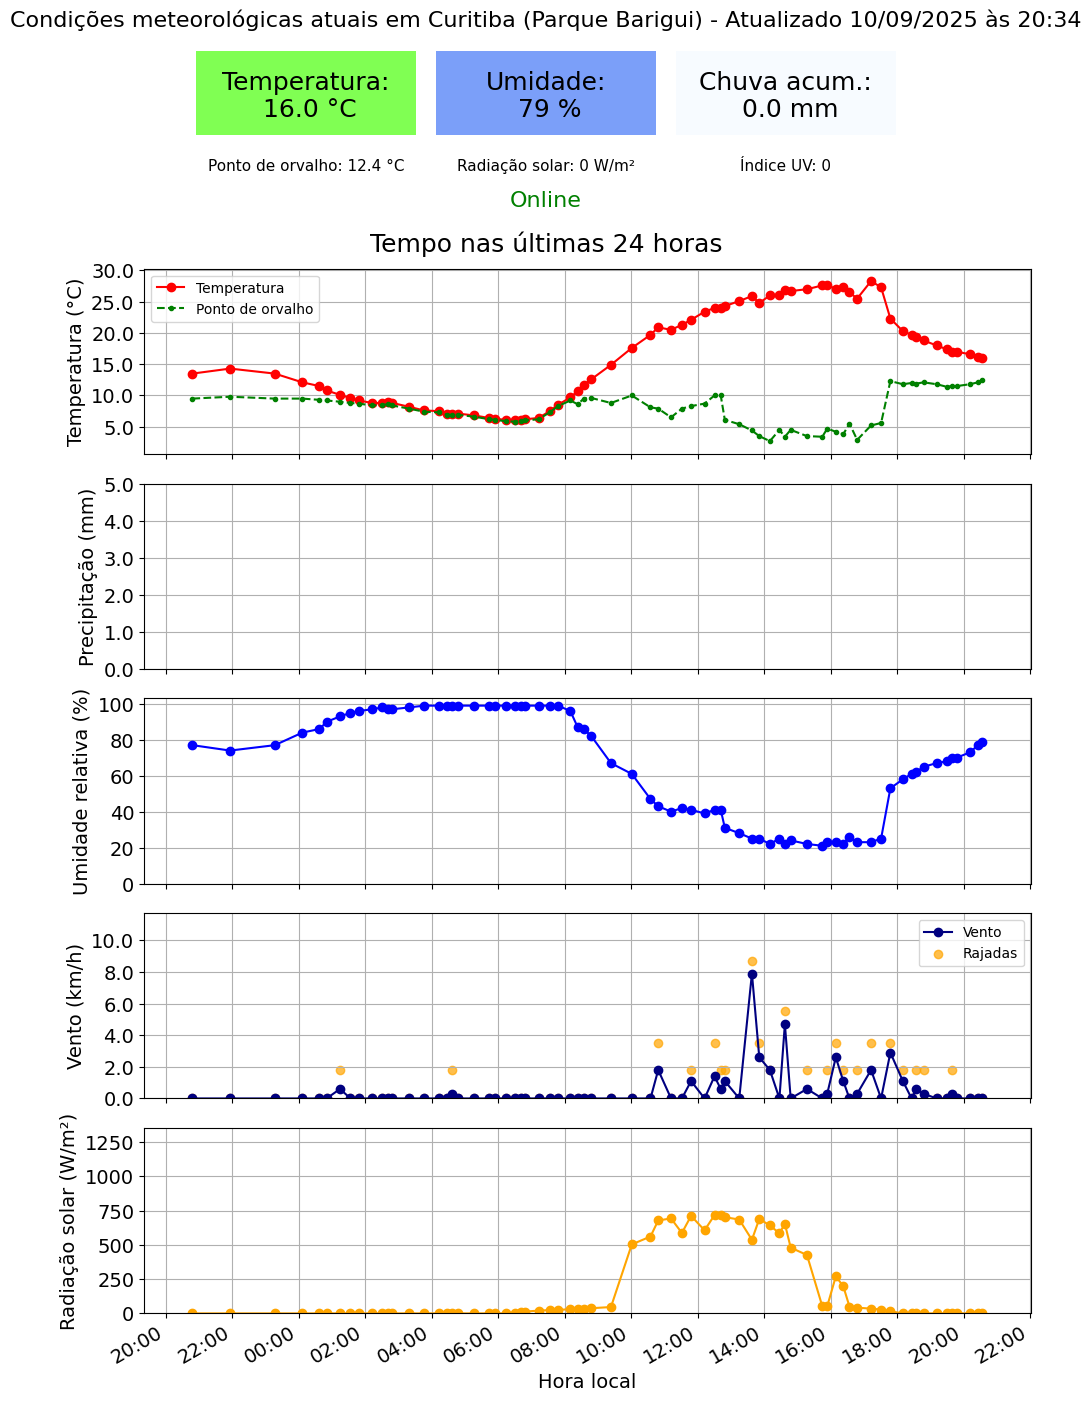 Condições meteorológicas atuais em Curitiba (Parque Barigui) - Atualizado 10/09/2025 às 20:34
Temperatura:
16.0 °C
Umidade:
79 %
Chuva acum.:
0.0 mm
Ponto de orvalho: 12.4 °C
Radiação solar: 0 W/m²
Índice UV: 0
Online
Tempo nas últimas 24 horas
Temperatura (°C)
30.0
25.0
20.0
15.0
10.0
5.0
Temperatura
Ponto de orvalho
Precipitação (mm)
5.0
4.0
3.0
2.0
1.0
0.0
Umidade relativa (%)
100
80
60
40
20
0
Vento (km/h)
10.0
8.0
6.0
4.0
2.0
0.0
Vento
Rajadas
Radiação solar (W/m²)
1250
1000
750
500
250
0
20:00
22:00
00:00
02:00
04:00
06:00
08:00
10:00
12:00
14:00
16:00
18:00
20:00
22:00
Hora local